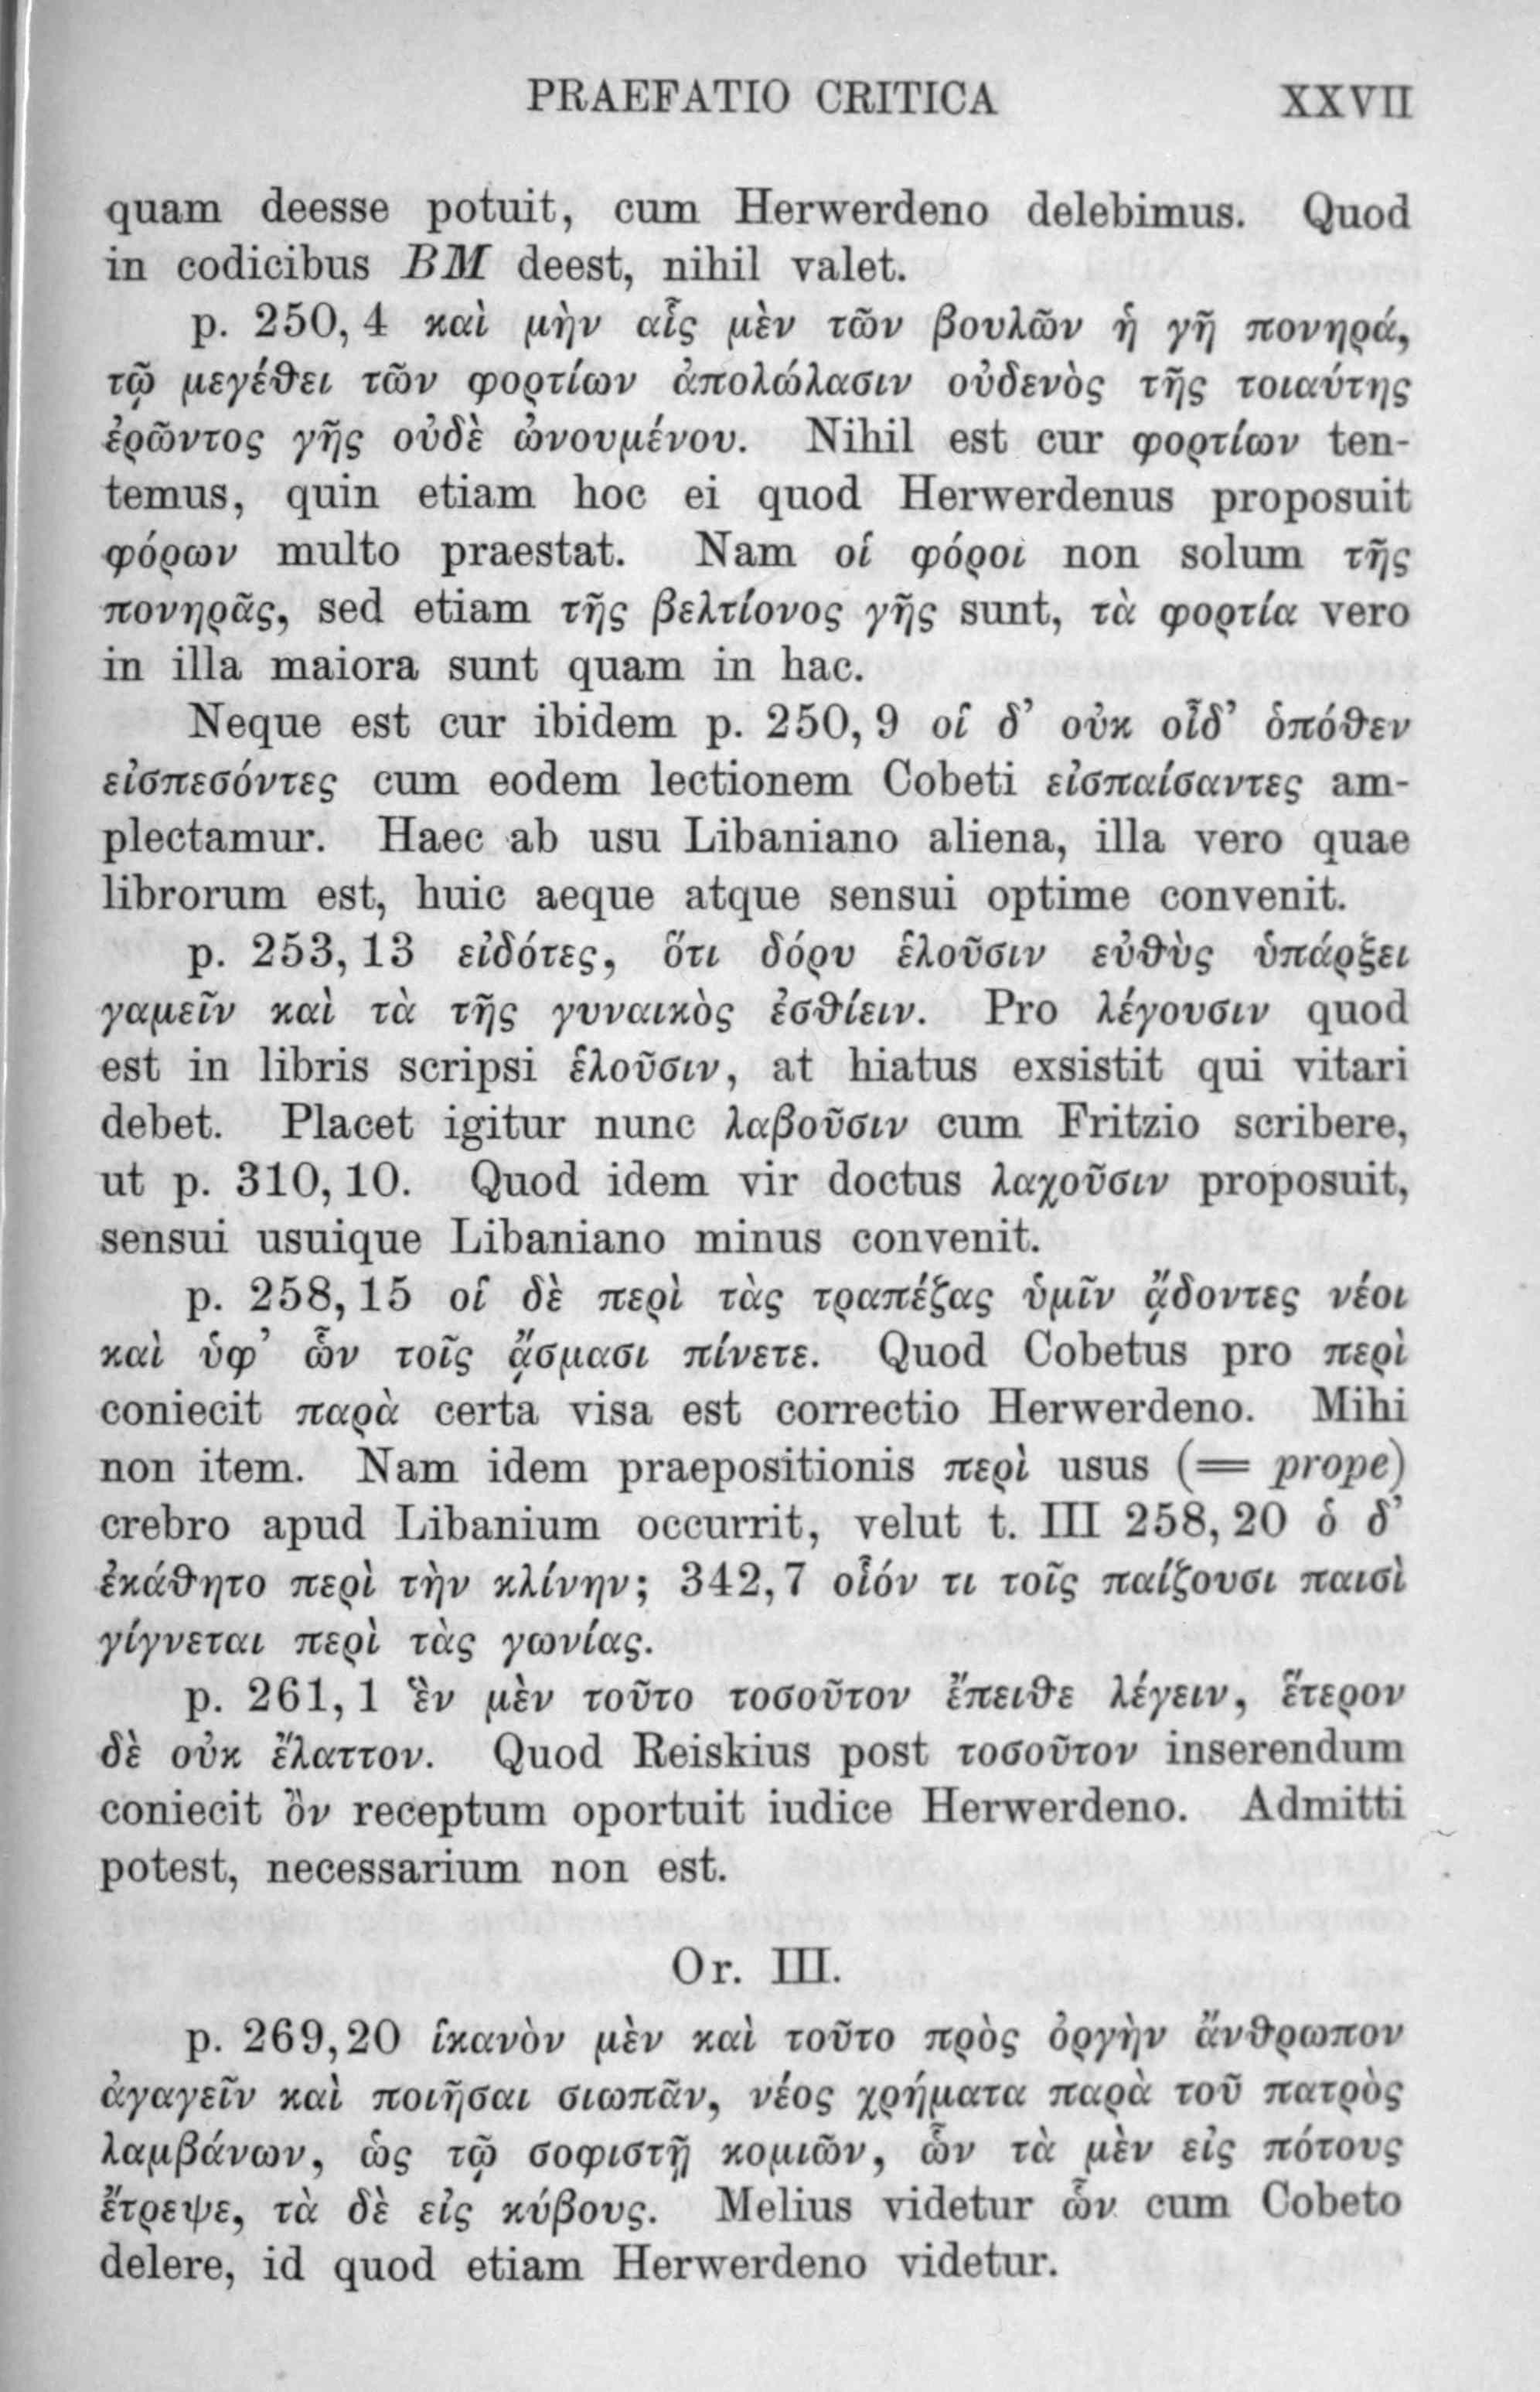 PRAEFATIO CRITICA XXVII
quam deesse potuit, cum Herwerdeno delebimus. Quod
in codicibus BM deest, nihil valet.
p. 250, 4 καὶ μὴν αἷς μὲν τῶν βουλῶν ἡ γῆ πονηρά,
τῷ μεγέθει τῶν φορτίων ἀπολώλασιν οὐδενὸς τῆς τοιαύτης
ἐρῶντος γῆς οὐδὲ ὠνουμένου. Nihil est cur φορτίων ten-
temus, quin etiam hoc ei quod Herwerdenus proposuit
φόρων multo praestat. Nam οἱ φόροι non solum τῆς
πονηρᾶς, sed etiam τῆς βελτίονος γῆς sunt, τὰ φορτία vero
in illa maiora sunt quam in hac.
Neque est cur ibidem p. 250, 9 οἱ δ’ οὐκ οἶδ’ ὁπόθεν
εἰσπεσόντες cum eodem lectionem Cobeti εἰσπαίσαντες am-
plectamur. Haec ab usu Libaniano aliena, illa vero quae
librorum est, huic aeque atque sensui optime convenit.
p. 253, 13 εἰδότες, ὅτι δόρυ ἑλοῦσιν εὐθὺς ὑπάρξει
γαμεῖν καὶ τὰ τῆς γυναικὸς ἐσθίειν. Pro λέγουσιν quod
est in libris scripsi ἑλοῦσιν, at hiatus exsistit qui vitari
debet. Placet igitur nunc λαβοῦσιν cum Fritzio scribere,
ut p. 310, 10. Quod idem vir doctus λαχοῦσιν proposuit,
sensui usuique Libaniano minus convenit.
p. 258, 15 οἱ δὲ περὶ τὰς τραπέζας ὑμῖν ᾄδοντες νέοι
καὶ ὑφ’ ὧν τοῖς ᾄσμασι πίνετε. Quod Cobetus pro περὶ
coniecit παρὰ certa visa est correctio Herwerdeno. Mihi
non item. Nam idem praepositionis περὶ usus (= prope)
crebro apud Libanium occurrit, velut t. III 258, 20 ὁ δ’
ἐκάθητο περὶ τὴν κλίνην; 342, 7 οἷόν τι τοῖς παίζουσι παισὶ
γίγνεται περὶ τὰς γωνίας.
p. 261, 1 ἓν μὲν τοῦτο τοσοῦτον ἔπειθε λέγειν, ἕτερον
δὲ οὐκ ἔλαττον. Quod Reiskius post τοσοῦτον inserendum
coniecit ὂν receptum oportuit iudice Herwerdeno. Admitti
potest, necessarium non est.
Or. III.
p. 269,20 ἱκανὸν μὲν καὶ τοῦτο πρὸς ὀργὴν ἄνθρωπον
ἀγαγεῖν καὶ ποιῆσαι σιωπᾶν, νέος χρήματα παρὰ τοῦ πατρὸς
λαμβάνων, ὡς τῷ σοφιστῇ κομιῶν, ὧν τὰ μὲν εἰς πότους
ἔτρεψε, τὰ δὲ εἰς κύβους. Melius videtur ὧν cum Cobeto
delere, id quod etiam Herwerdeno videtur.